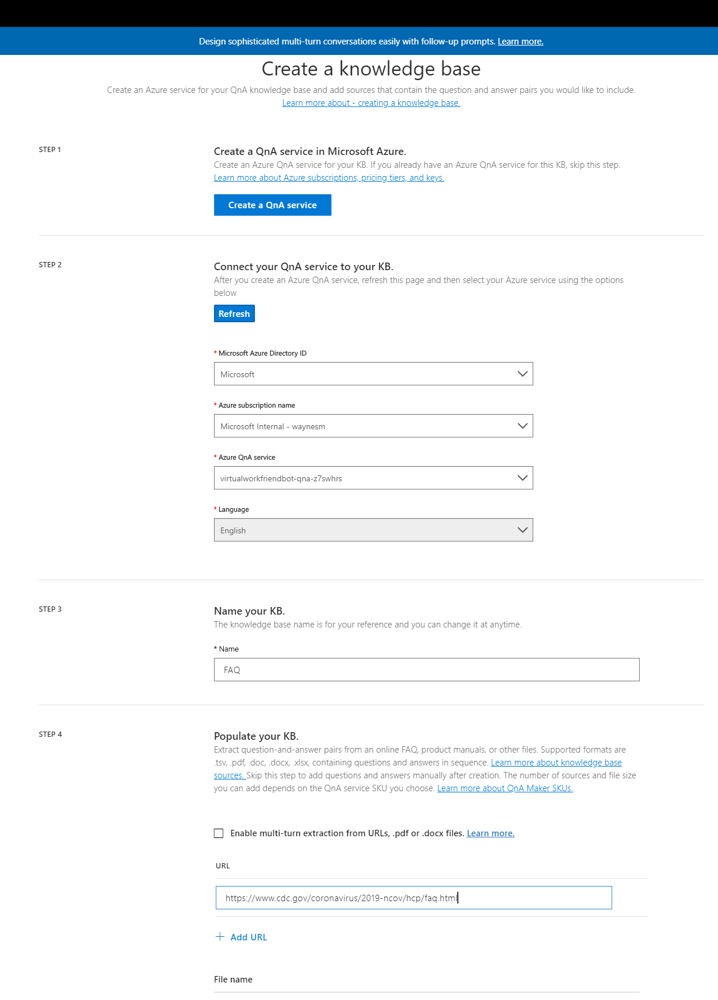 Design sophisticated multi-turn conversations easily with follow-up prompts. Learn more.
Create a knowledge base
Create an Azure service for your QnA knowledge base and add sources that contain the question and answer pairs you would like to include.
Learn more about - creating a knowledge base.
STEP 1
Create a QnA service in Microsoft Azure.
Create an Azure QnA service for your KB. If you already have an Azure QnA service for this KB, skip this step.
Learn more about Azure subscriptions, pricing tiers, and keys.
Create a QnA service
STEP 2
Connect your QnA service to your KB.
After you create an Azure QnA service, refresh this page and then select your Azure service using the options
below
Refresh
* Microsoft Azure Directory ID
Microsoft
* Azure subscription name
Microsoft Internal - waynesm
* Azure QnA service
virtualworkfriendbot-qna-z7swhrs
* Language
English
STEP 3
Name your KB.
The knowledge base name is for your reference and you can change it at anytime.
* Name
FAQ
STEP 4
Populate your KB.
Extract question-and-answer pairs from an online FAQ, product manuals, or other files. Supported formats are
.tsv, .pdf, .doc, .docx, .xlsx, containing questions and answers in sequence. Learn more about knowledge base
sources. Skip this step to add questions and answers manually after creation. The number of sources and file size
you can add depends on the QnA service SKU you choose. Learn more about QnA Maker SKUs.
Enable multi-turn extraction from URLs, .pdf or .docx files. Learn more.
URL
https://www.cdc.gov/coronavirus/2019-ncov/hcp/faq.html
+ Add URL
File name